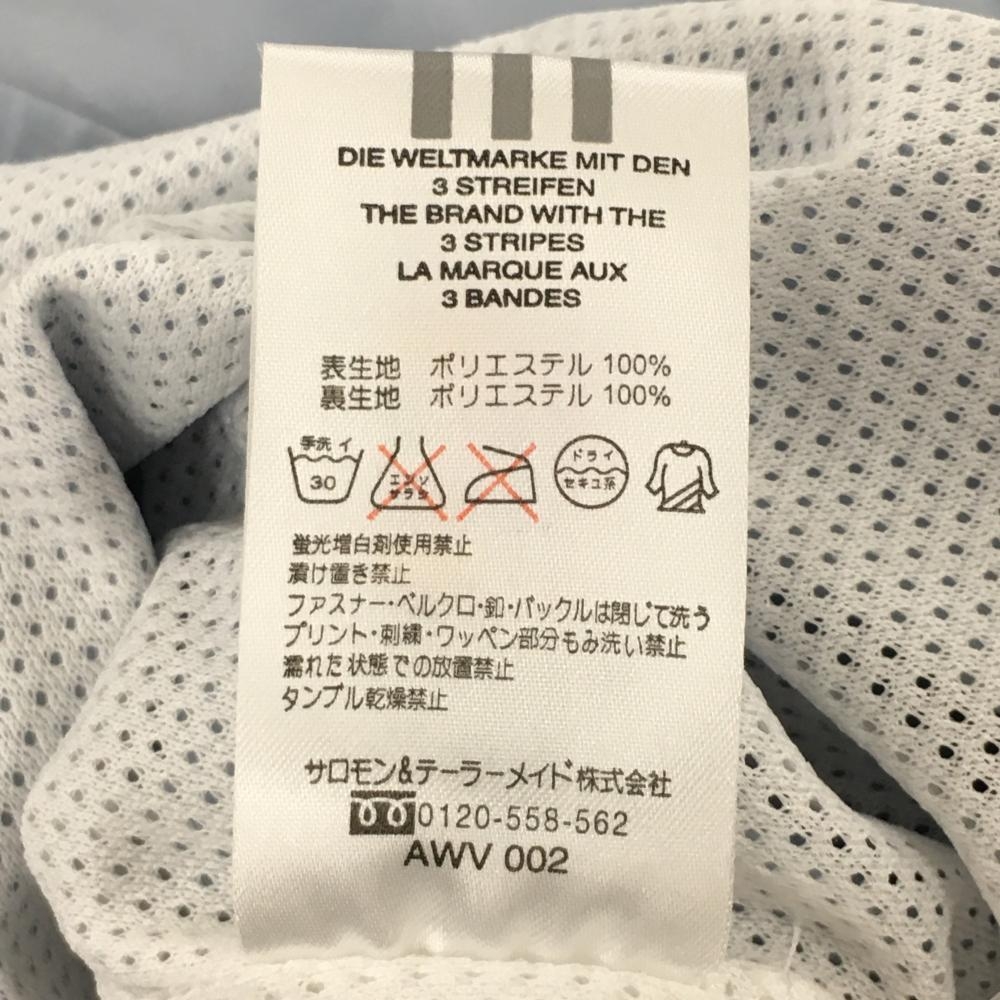 DIE WELTMARKE MIT DEN
3 STREIFEN
THE BRAND WITH THE
3 STRIPES
LA MARQUE AUX
3 BANDES
表生地 ポリエステル 100%
裏生地 ポリエステル 100%
手洗イ
30
エンソ
サラシ
ドライ
セキユ系
蛍光増白剤使用禁止
漬け置き禁止
ファスナー・ベルクロ・釦・バックルは閉じて洗う
プリント・刺繍・ワッペン部分もみ洗い禁止
濡れた状態での放置禁止
タンブル乾燥禁止
サロモン&テーラーメイド株式会社
0120-558-562
AWV 002